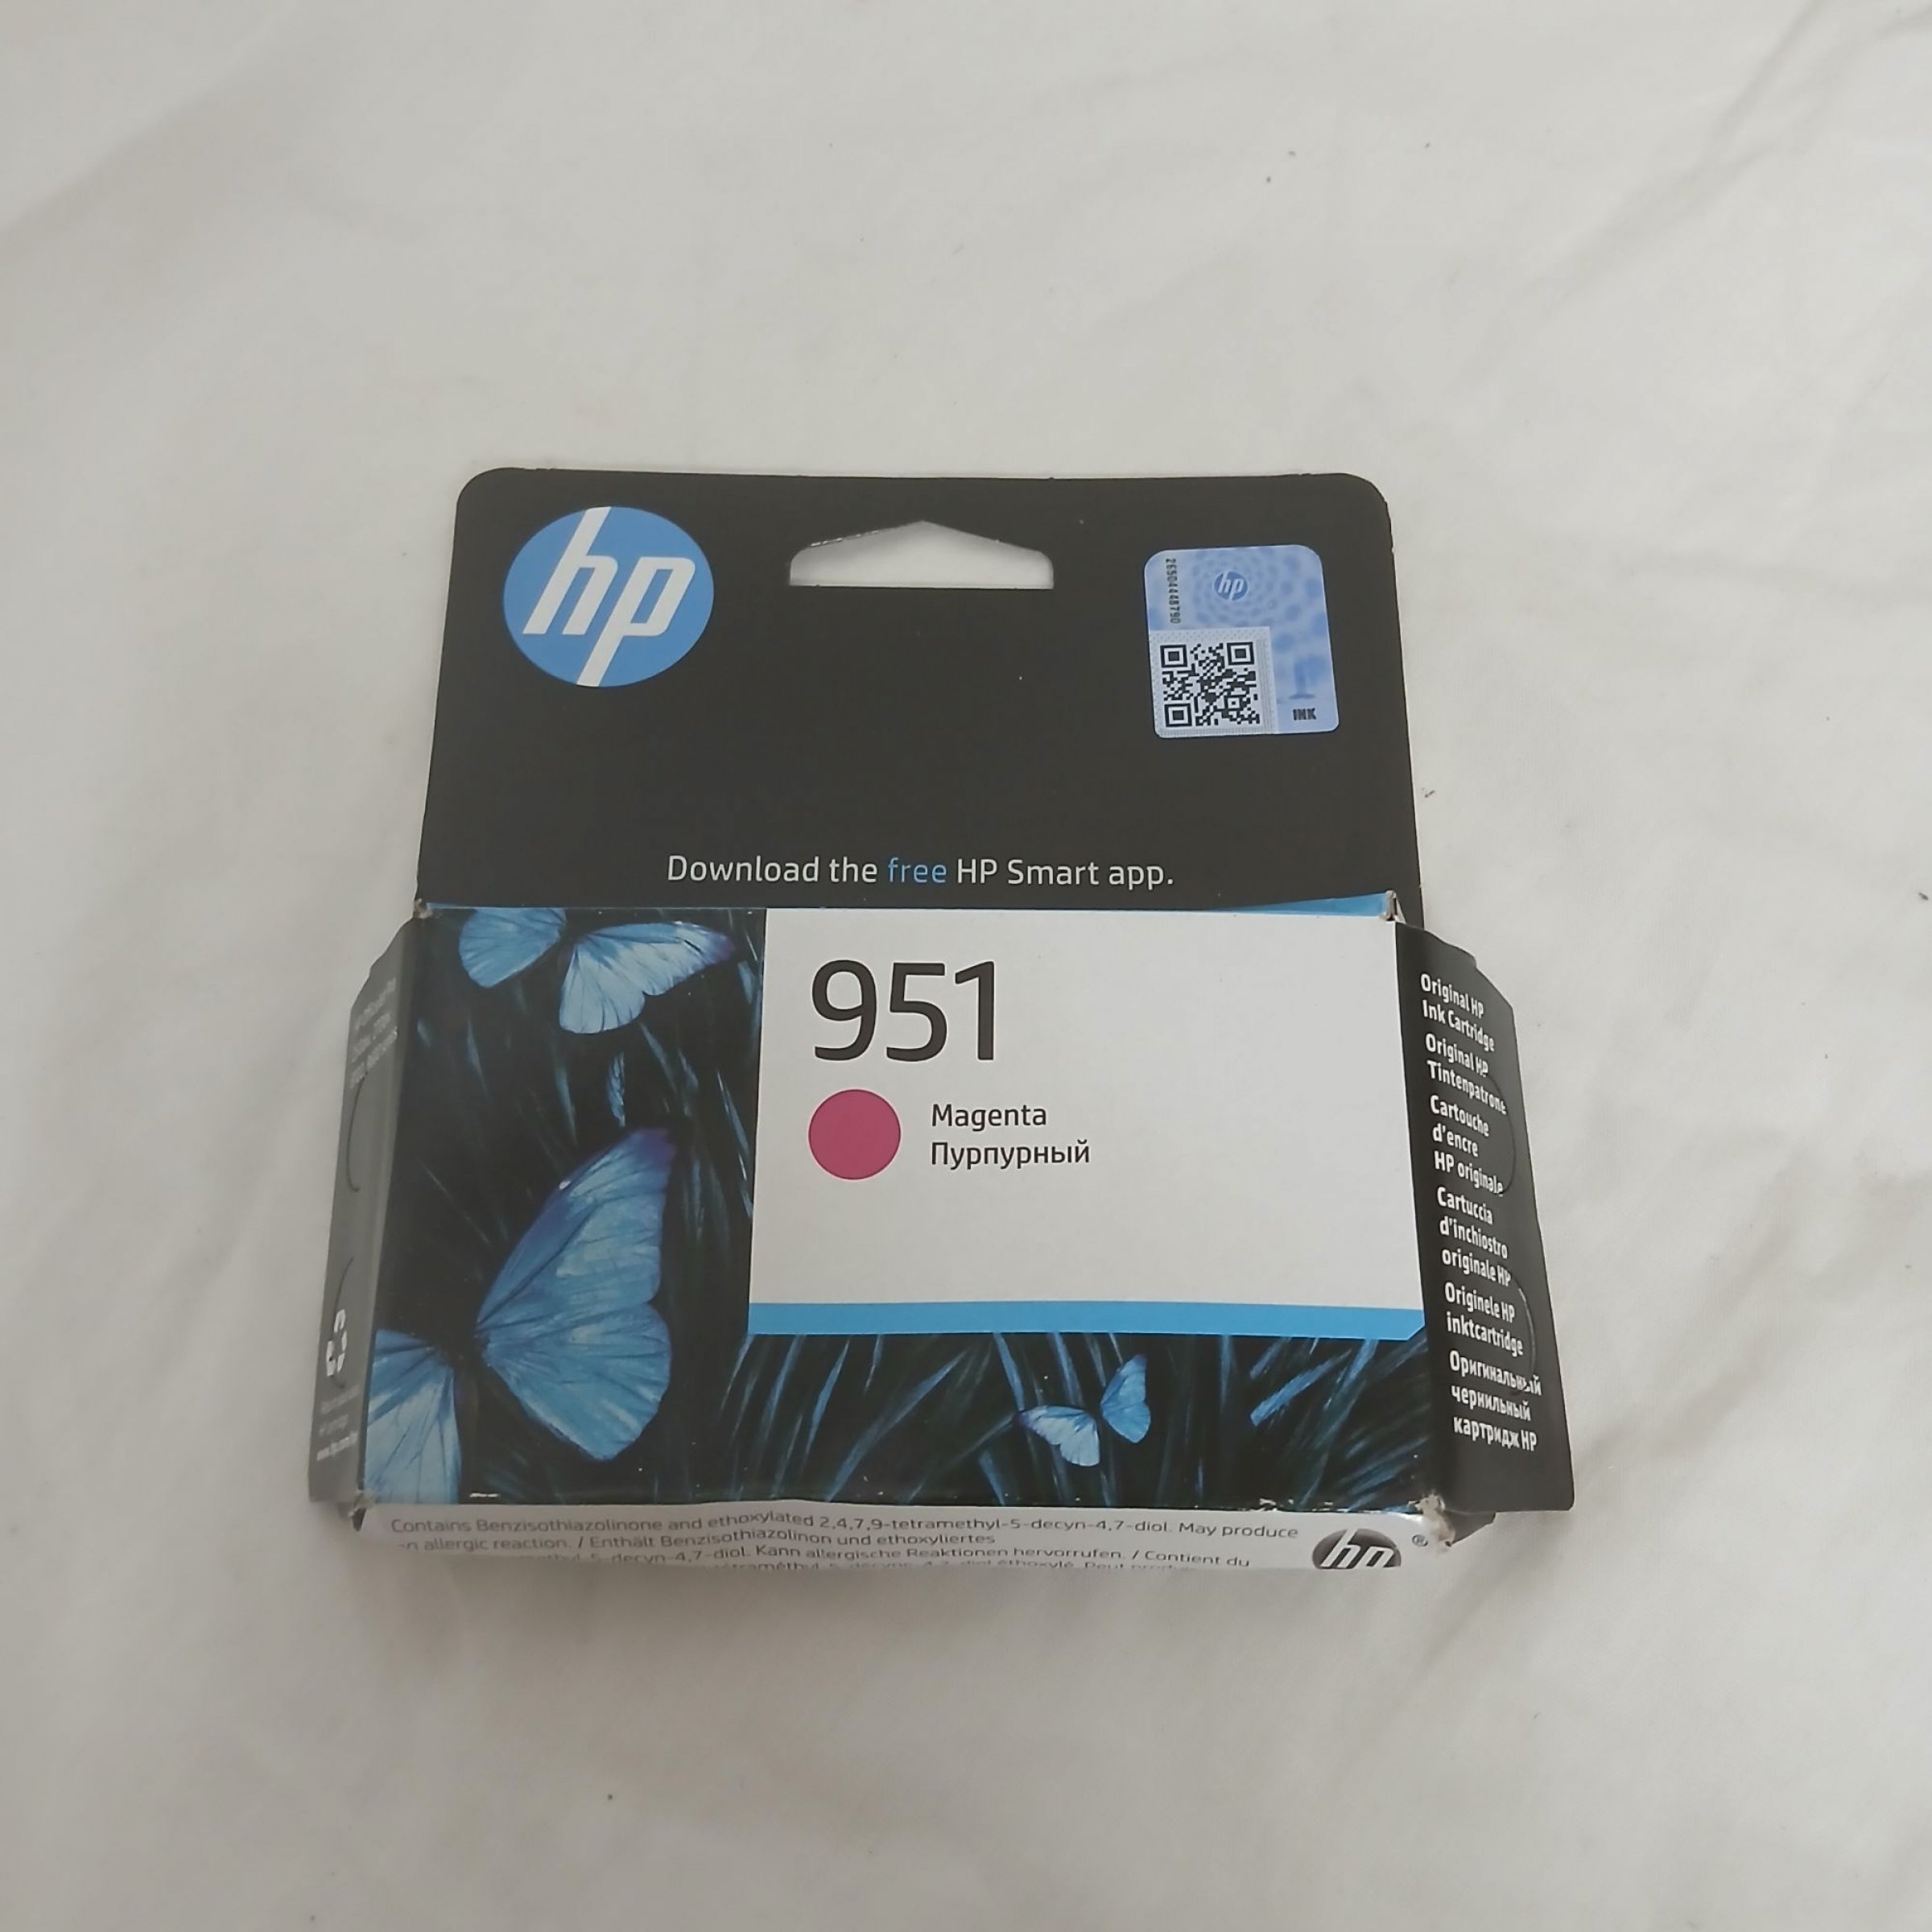 hp
26504448790
hp
INK
Download the free HP Smart app.
951
Magenta
Пурпурный
Original HP
Ink Cartridge
Original HP
Tintenpatrone
Cartouche
d'encre
HP originale
Cartuccia
d'inchiostro
originale HP
Originele HP
inktcartridge
Оригинальный
чернильный
картридж HP
Contains Benzisothiazolinone and ethoxylated 2,4,7,9-tetramethyl-5-decyn-4,7-diol. May produce
an allergic reaction. / Enthält Benzisothiazolinon und ethoxyliertes
-5-decyn-4,7-diol. Kann allergische Reaktionen hervorrufen. / Contient du
hp®